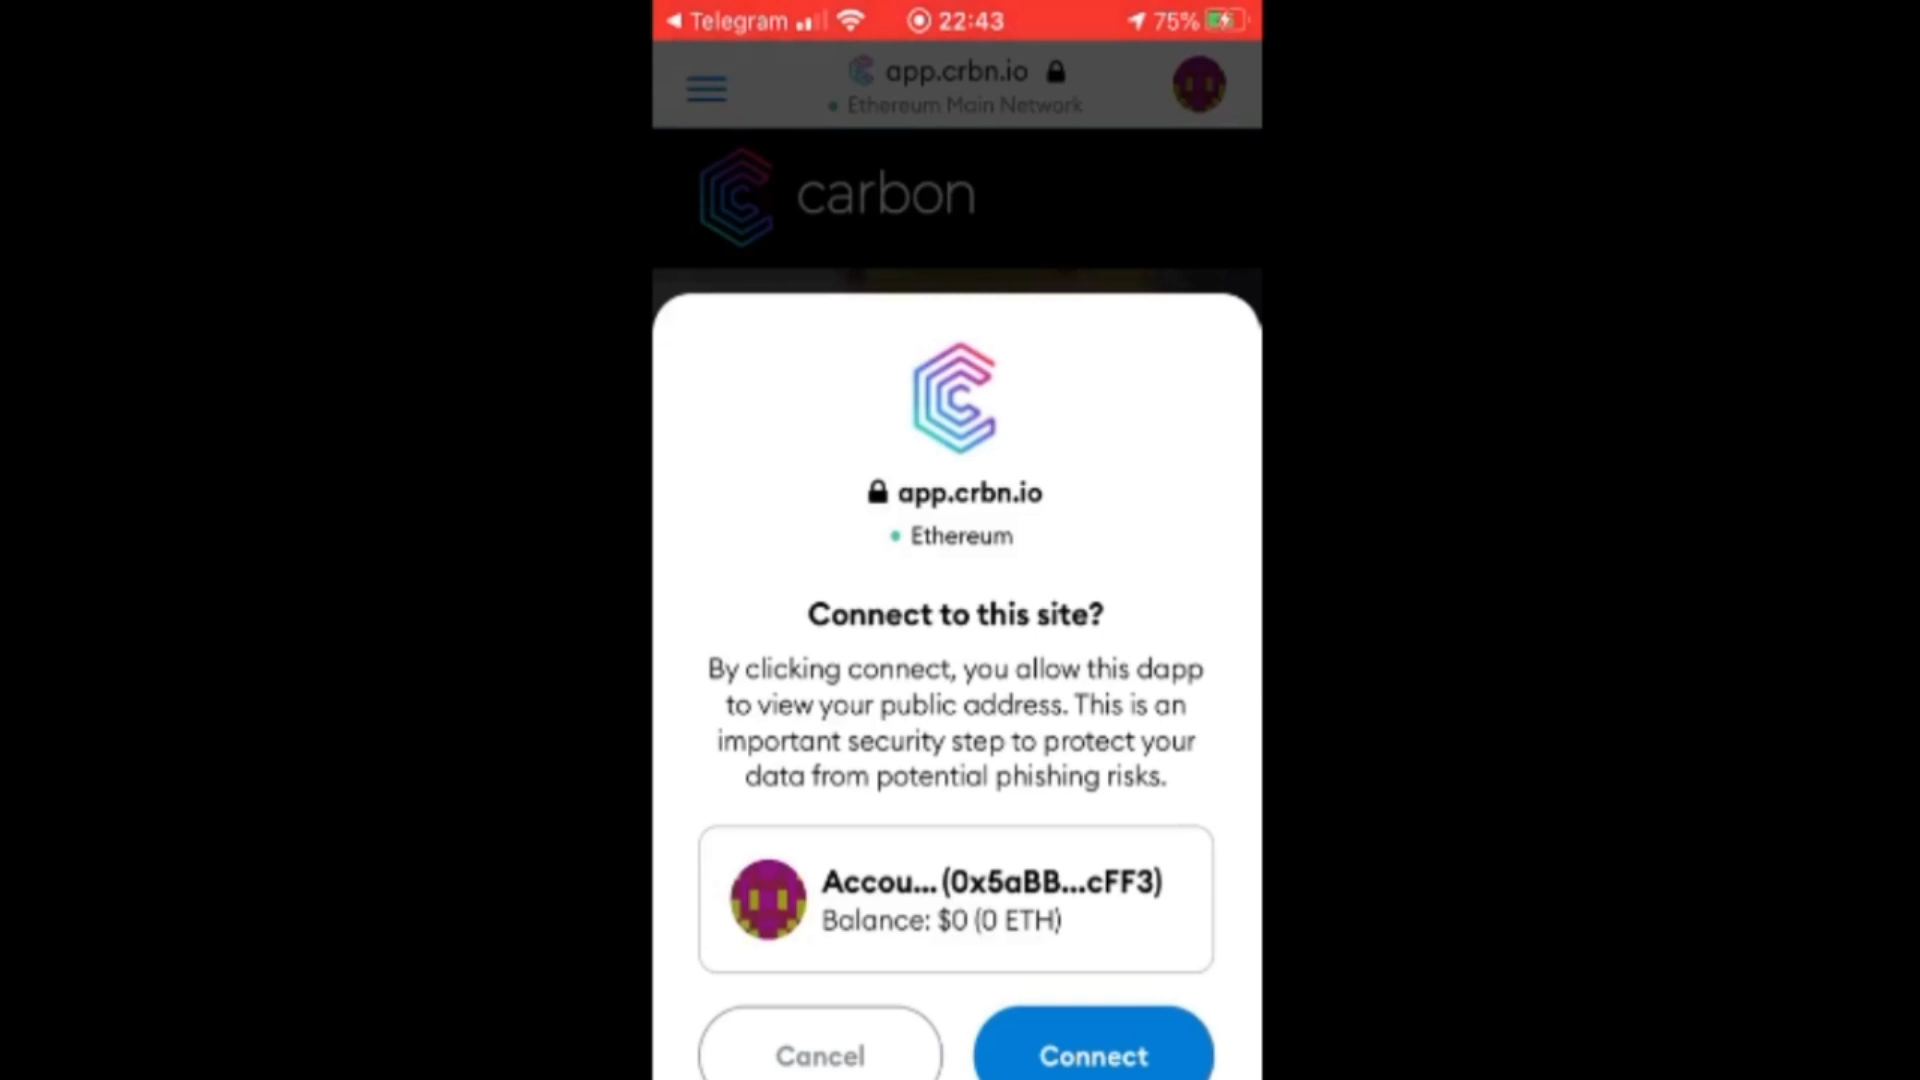 Telegram 22:43 75%
app.crbn.io
Ethereum Main Network
carbon
app.crbn.io
Ethereum
Connect to this site?
By clicking connect, you allow this dapp
to view your public address. This is an
important security step to protect your
data from potential phishing risks.
Accou... (0x5aBB...cFF3)
Balance: $0 (0 ETH)
Cancel Connect